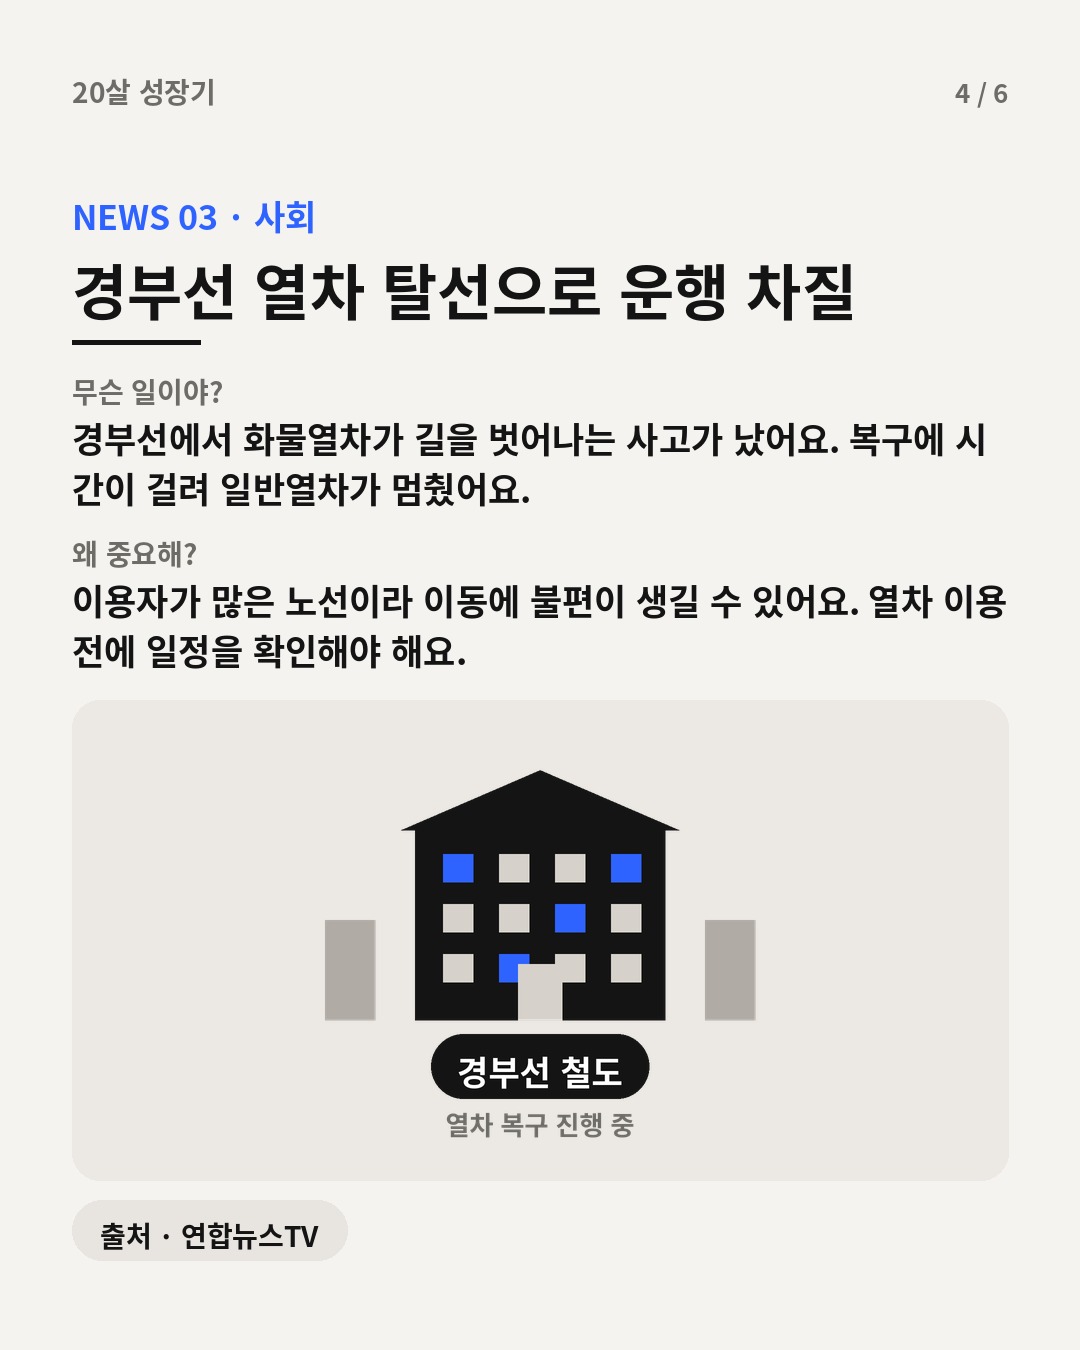 20살 성장기
4 / 6
NEWS 03 · 사회
경부선 열차 탈선으로 운행 차질
무슨 일이야?
경부선에서 화물열차가 길을 벗어나는 사고가 났어요. 복구에 시
간이 걸려 일반열차가 멈췄어요.
왜 중요해?
이용자가 많은 노선이라 이동에 불편이 생길 수 있어요. 열차 이용
전에 일정을 확인해야 해요.
경부선 철도
열차 복구 진행 중
출처 · 연합뉴스TV